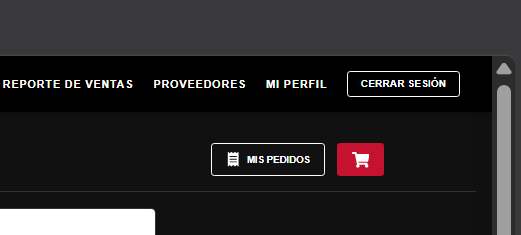 REPORTE DE VENTAS PROVEEDORES MI PERFIL CERRAR SESIÓN
MIS PEDIDOS